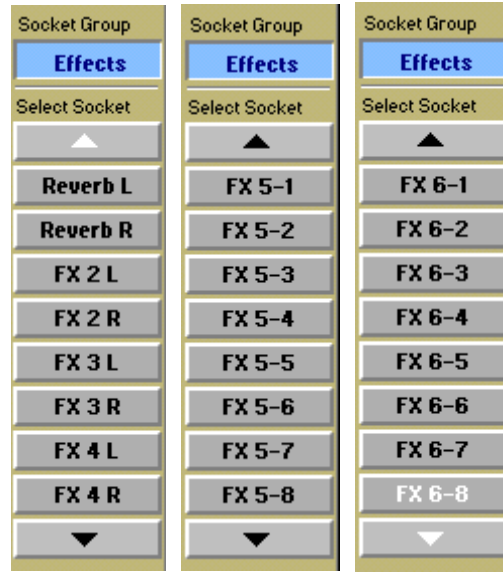 Socket Group
Effects
Select Socket
Reverb L
Reverb R
FX 2 L
FX 2 R
FX 3 L
FX 3 R
FX 4 L
FX 4 R
Socket Group
Effects
Select Socket
FX 5-1
FX 5-2
FX 5-3
FX 5-4
FX 5-5
FX 5-6
FX 5-7
FX 5-8
Socket Group
Effects
Select Socket
FX 6-1
FX 6-2
FX 6-3
FX 6-4
FX 6-5
FX 6-6
FX 6-7
FX 6-8